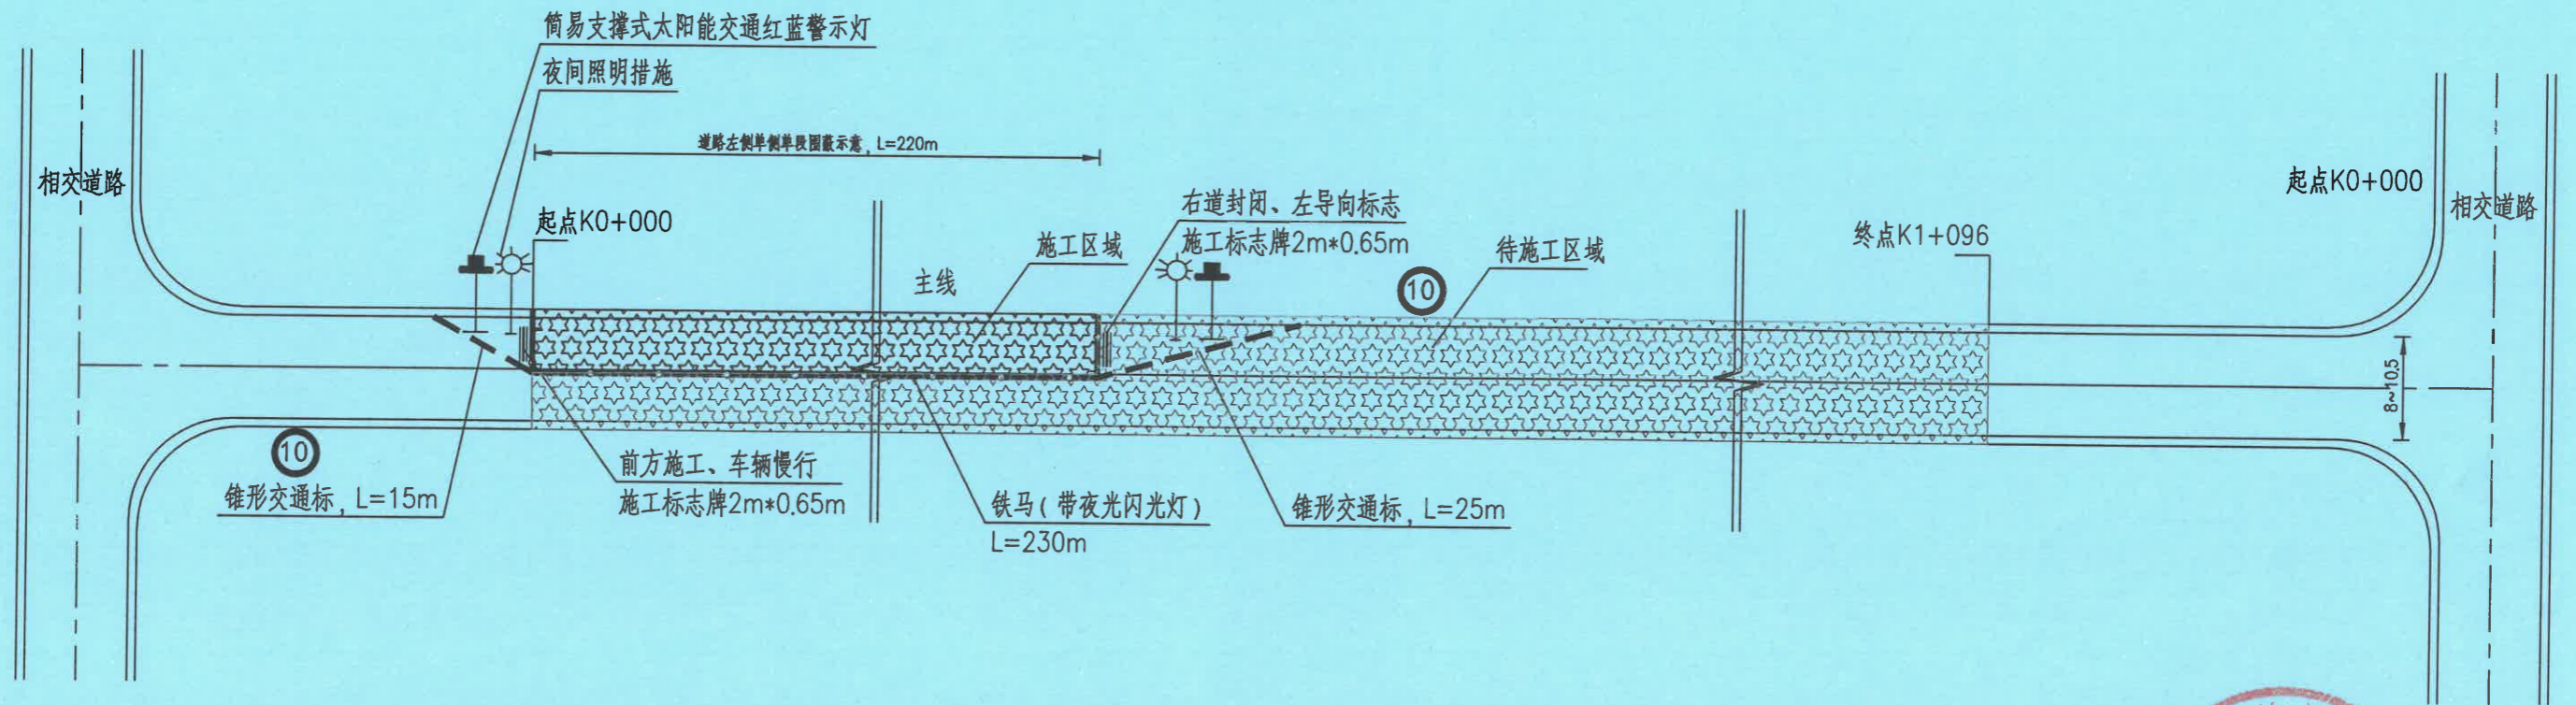 简易支撑式太阳能交通红蓝警示灯
夜间照明措施
道路左侧单侧单段围蔽示意，L=220m
相交道路
起点K0+000
起点K0+000
相交道路
右道封闭、左导向标志
施工标志牌2m*0.65m
施工区域
待施工区域
终点K1+096
主线
10
8~10.5
10
锥形交通标，L=15m
前方施工、车辆慢行
施工标志牌2m*0.65m
铁马(带夜光闪光灯)
L=230m
锥形交通标，L=25m